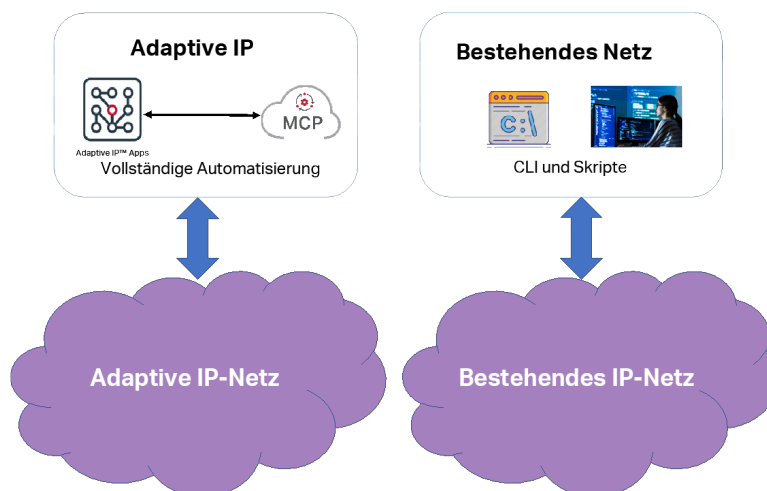 Adaptive IP
MCP
Adaptive IP™ Apps
Vollständige Automatisierung
Bestehendes Netz
C:\
CLI und Skripte
Adaptive IP-Netz
Bestehendes IP-Netz